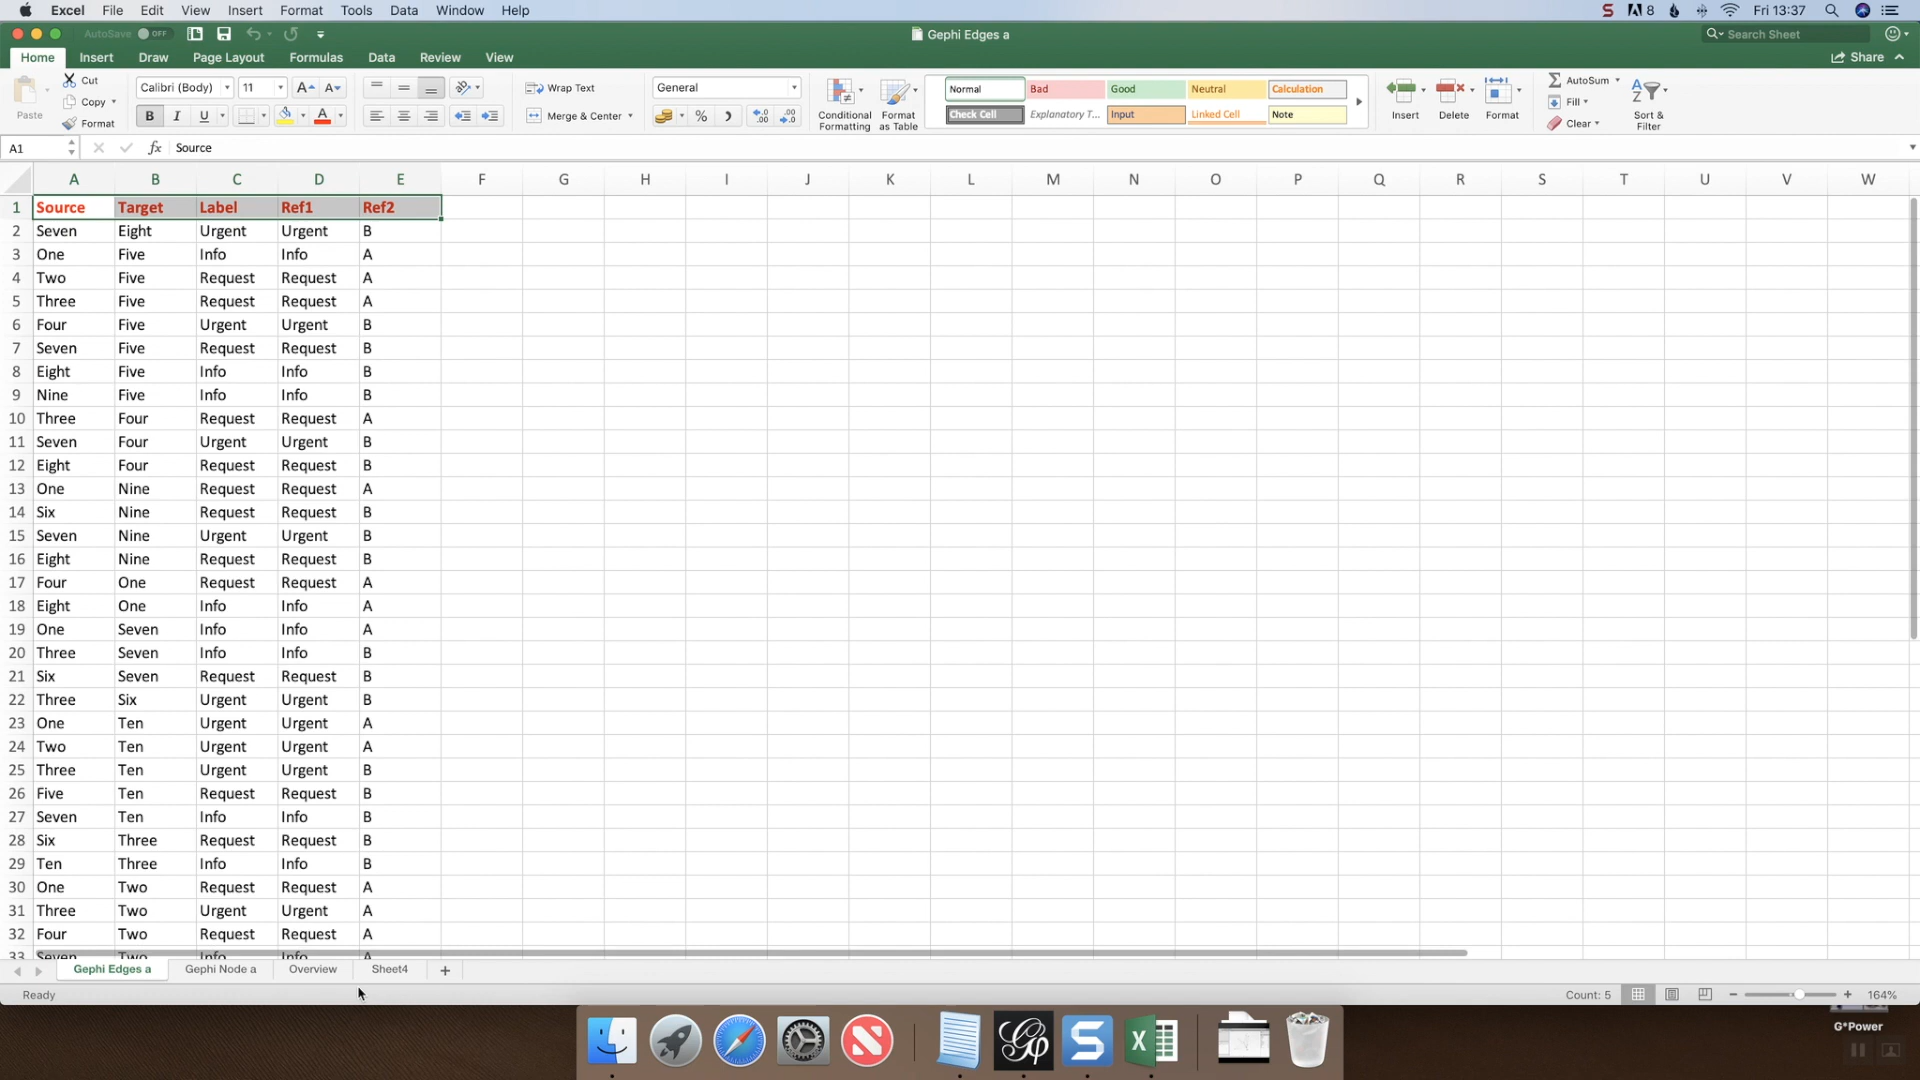 Excel File Edit View Insert Format Tools Data Window Help 8 Fri 13:37
AutoSave OFF Gephi Edges a Search Sheet
Home Insert Draw Page Layout Formulas Data Review View Share
Paste Cut Copy Format
Calibri (Body) 11 A A
B I U A
Wrap Text
Merge & Center
General
%
Conditional Formatting
Format as Table
Normal Bad Good Neutral Calculation
Check Cell Explanatory T... Input Linked Cell Note
Insert Delete Format
AutoSum
Fill
Clear
Sort & Filter
A1 fx Source
A B C D E F G H I J K L M N O P Q R S T U V W
1 Source Target Label Ref1 Ref2
2 Seven Eight Urgent Urgent B
3 One Five Info Info A
4 Two Five Request Request A
5 Three Five Request Request A
6 Four Five Urgent Urgent B
7 Seven Five Request Request B
8 Eight Five Info Info B
9 Nine Five Info Info B
10 Three Four Request Request A
11 Seven Four Urgent Urgent B
12 Eight Four Request Request B
13 One Nine Request Request A
14 Six Nine Request Request B
15 Seven Nine Urgent Urgent B
16 Eight Nine Request Request B
17 Four One Request Request A
18 Eight One Info Info A
19 One Seven Info Info A
20 Three Seven Info Info B
21 Six Seven Request Request B
22 Three Six Urgent Urgent B
23 One Ten Urgent Urgent A
24 Two Ten Urgent Urgent A
25 Three Ten Urgent Urgent B
26 Five Ten Request Request B
27 Seven Ten Info Info B
28 Six Three Request Request B
29 Ten Three Info Info B
30 One Two Request Request A
31 Three Two Urgent Urgent A
32 Four Two Request Request A
33 Seven Two Info Info A
Gephi Edges a Gephi Node a Overview Sheet4 +
Ready Count: 5 164%
G*Power